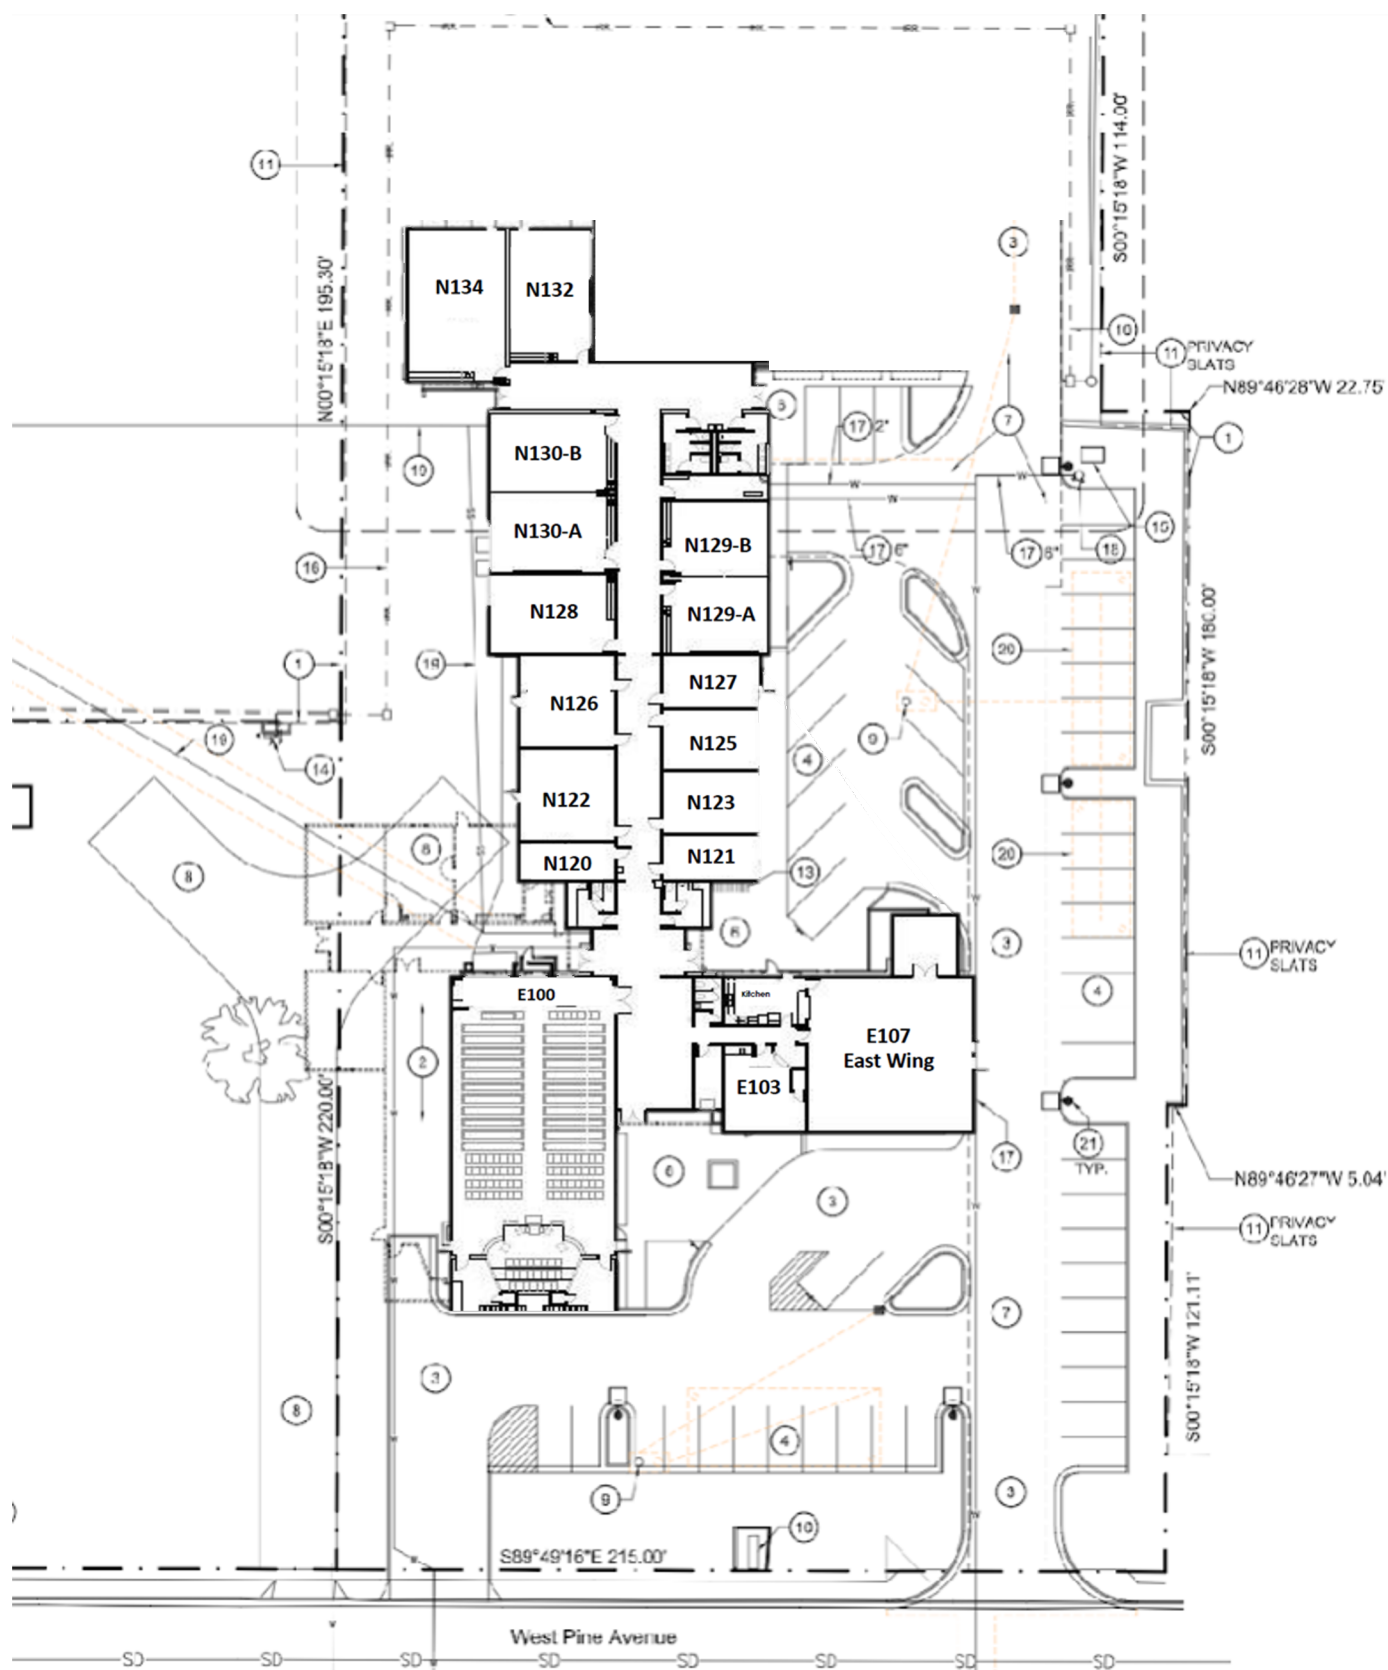 11
S00°15'18"W 114.00'
3
N134
N132
N00°15'18"E 195.30'
10
11 PRIVACY
SLATS
N89°46'28"W 22.75'
17 2"
7
1
10
N130-B
N130-A
N129-B
17 6"
17 6"
18
15
16
N128
N129-A
20
S00°15'18"W 180.00'
1
19
N126
N127
19
14
N125
9
4
N122
N123
N120
N121
20
8
13
6
3
11 PRIVACY
SLATS
4
E100
Kitchen
E107
East Wing
2
E103
S00°15'18"W 220.00'
17
21
TYP.
N89°46'27"W 5.04'
6
3
11 PRIVACY
SLATS
7
S00°15'18"W 121.11'
3
8
4
9
3
10
S89°49'16"E 215.00'
West Pine Avenue
SD SD SD SD SD SD SD SD